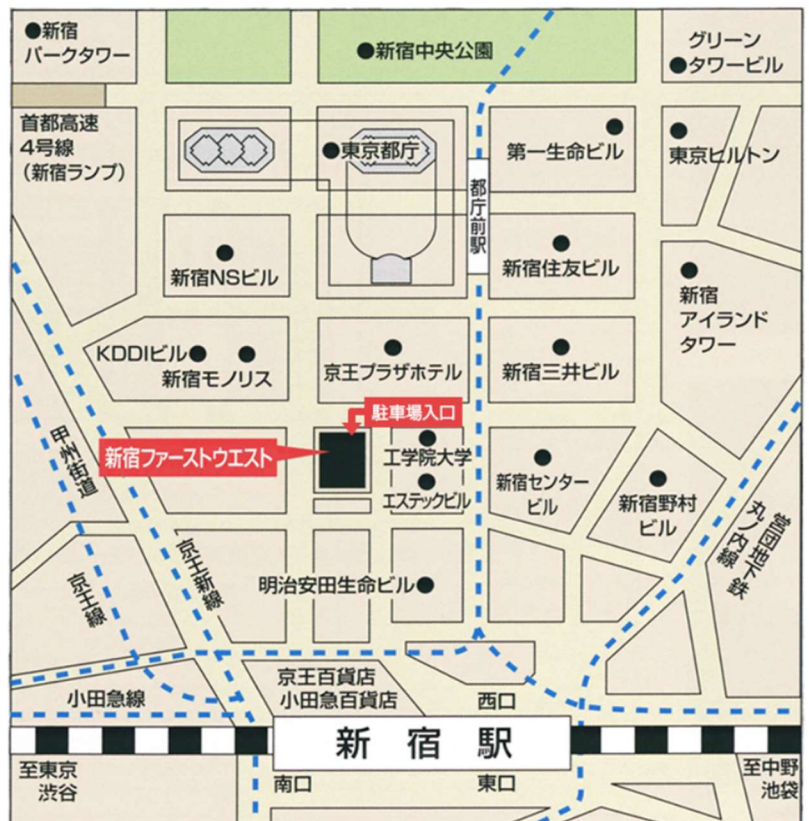 新宿
パークタワー
新宿中央公園
グリーン
タワービル
首都高速
4号線
（新宿ランプ）
東京都庁
都庁前駅
第一生命ビル
東京ヒルトン
新宿NSビル
新宿住友ビル
新宿
アイランド
タワー
KDDIビル
新宿モノリス
京王プラザホテル
新宿三井ビル
駐車場入口
新宿ファーストウエスト
甲州街道
工学院大学
エステックビル
新宿センター
ビル
新宿野村
ビル
営団地下鉄
丸ノ内線
京王新線
京王線
明治安田生命ビル
京王百貨店
小田急百貨店
小田急線
西口
新宿駅
至東京
渋谷
南口
東口
至中野
池袋